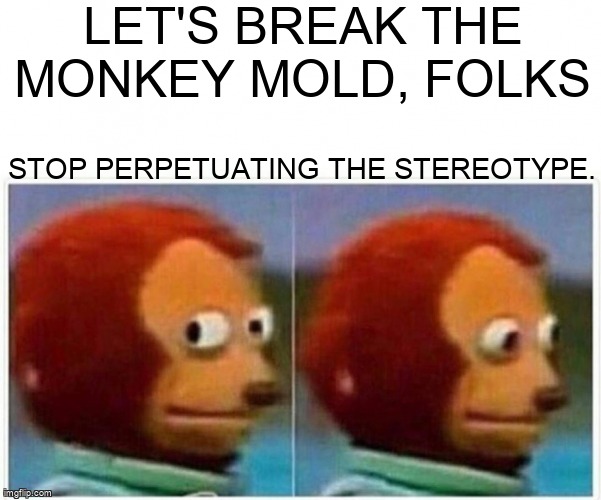 LET'S BREAK THE
MONKEY MOLD, FOLKS
STOP PERPETUATING THE STEREOTYPE.
imgflip.com